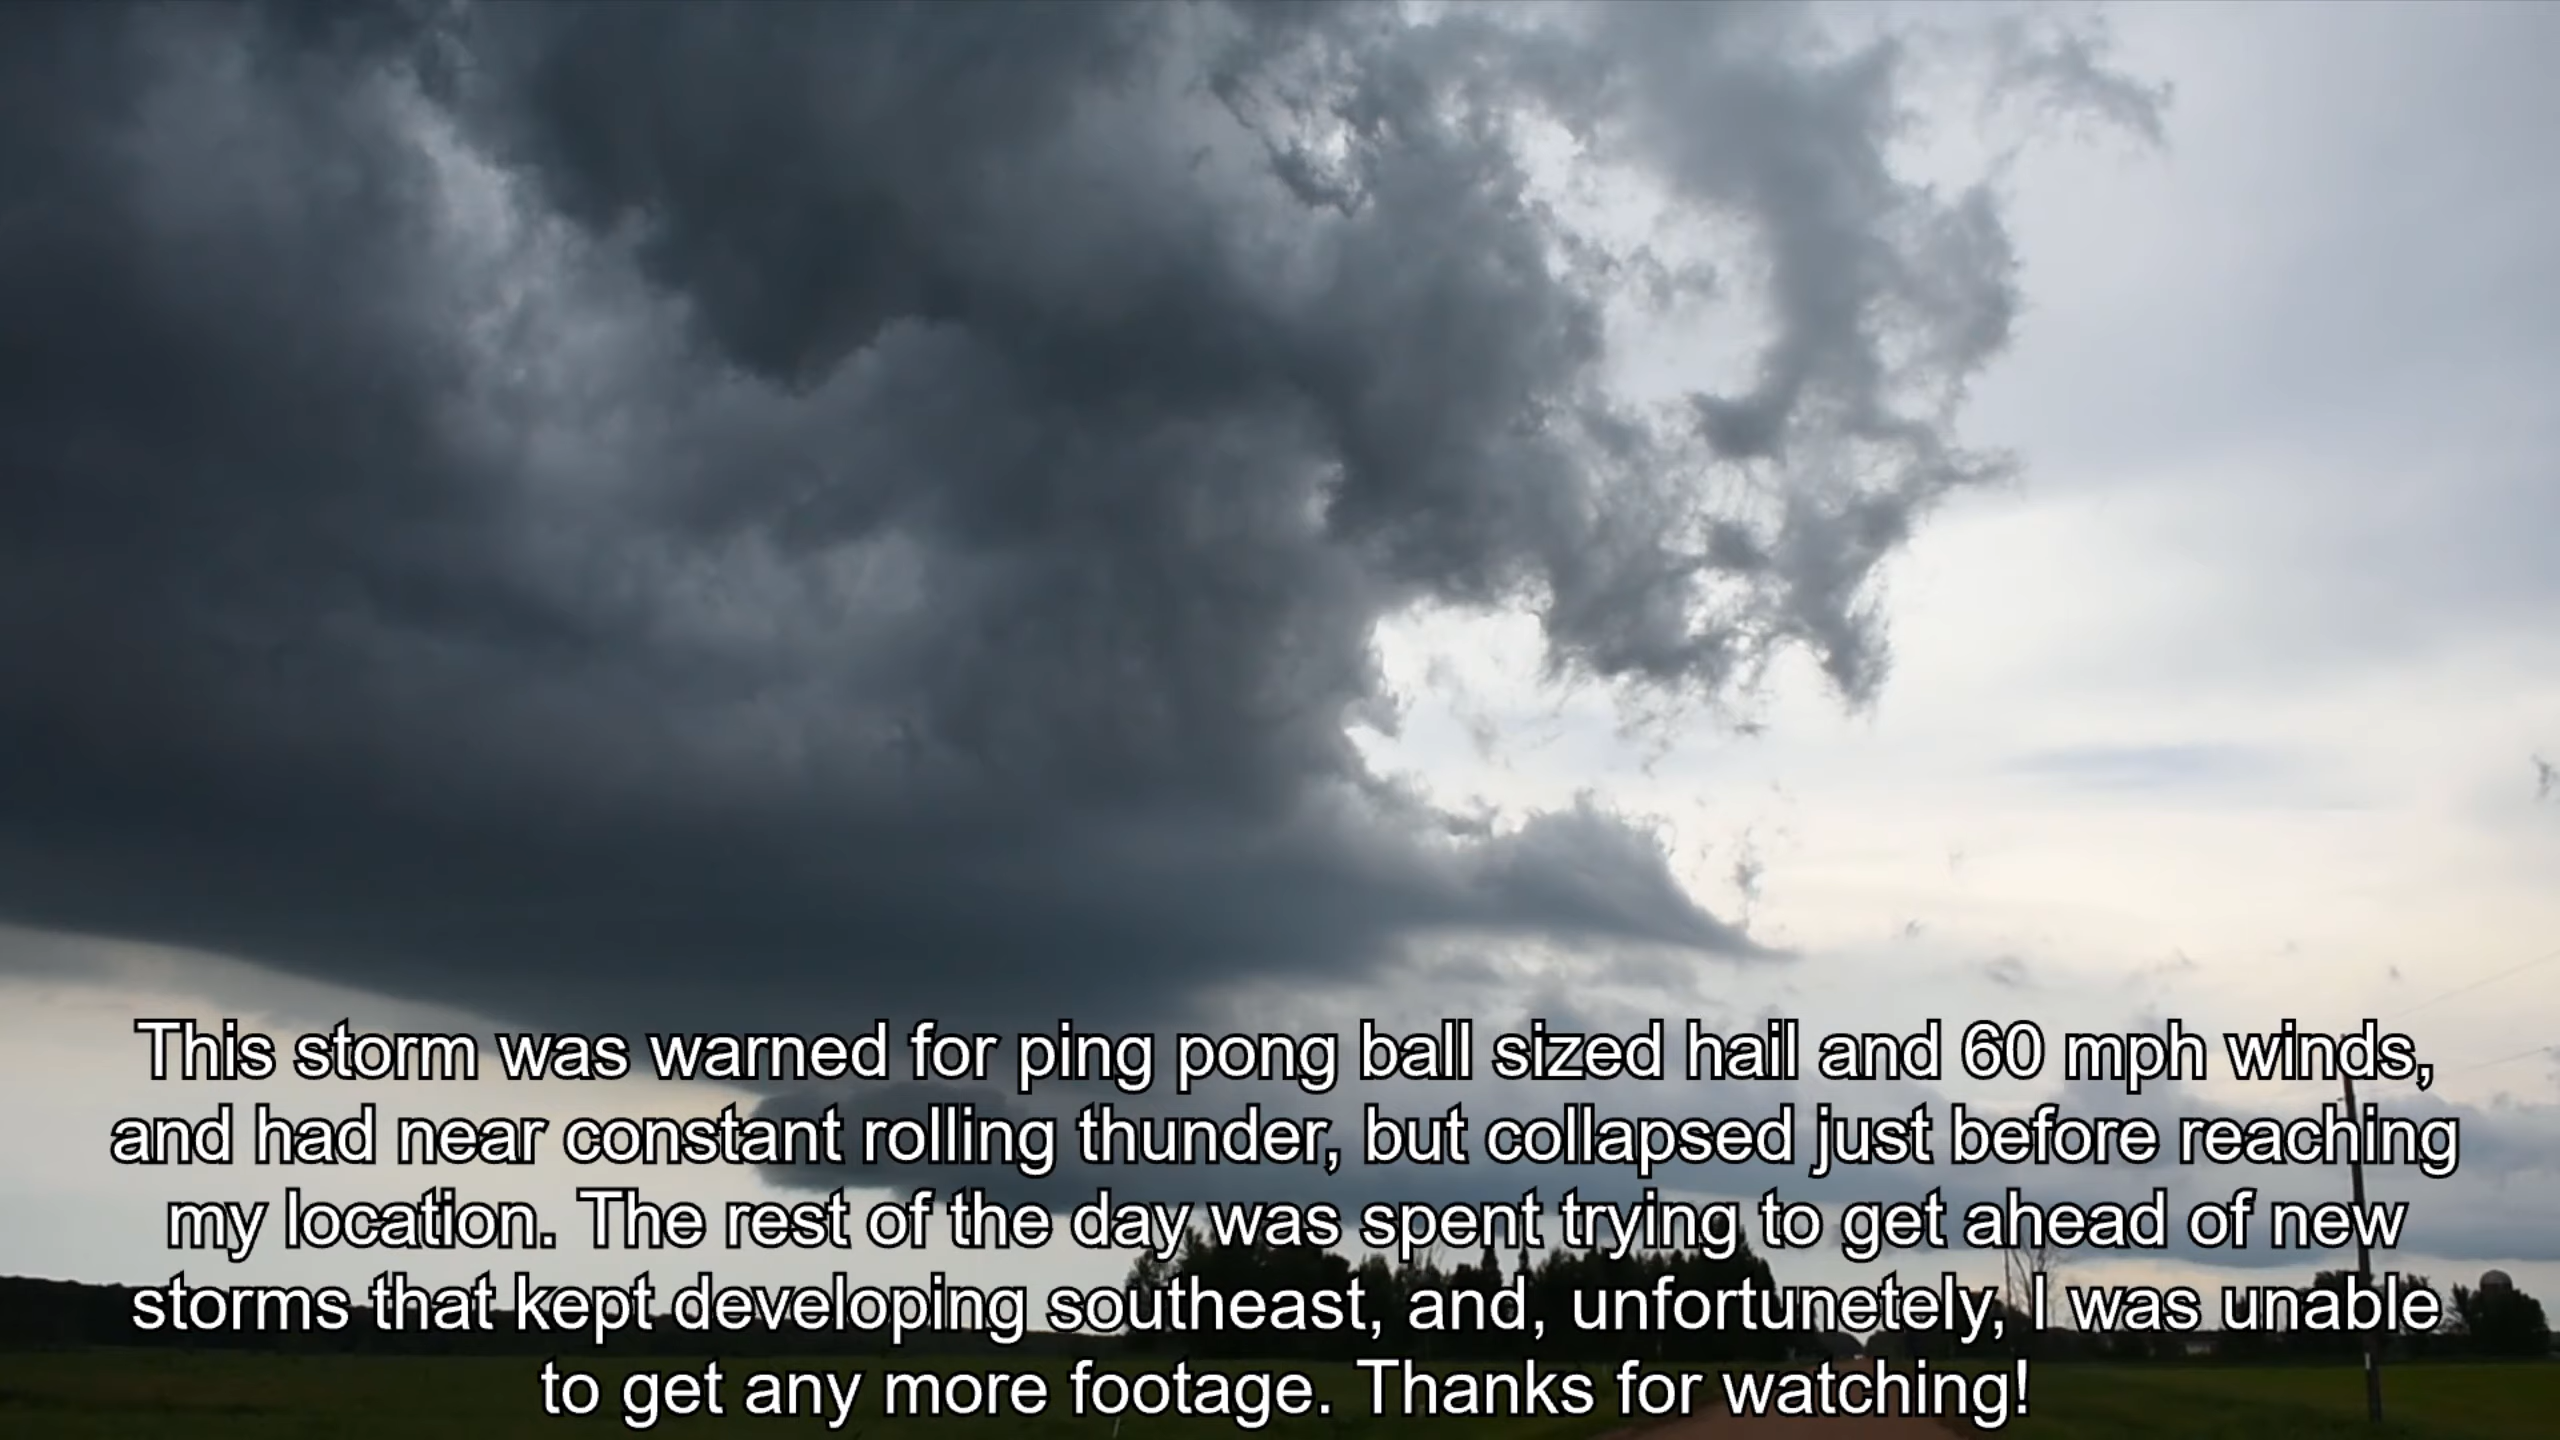 This storm was warned for ping pong ball sized hail and 60 mph winds,
and had near constant rolling thunder, but collapsed just before reaching
my location. The rest of the day was spent trying to get ahead of new
storms that kept developing southeast, and, unfortunetely, I was unable
to get any more footage. Thanks for watching!